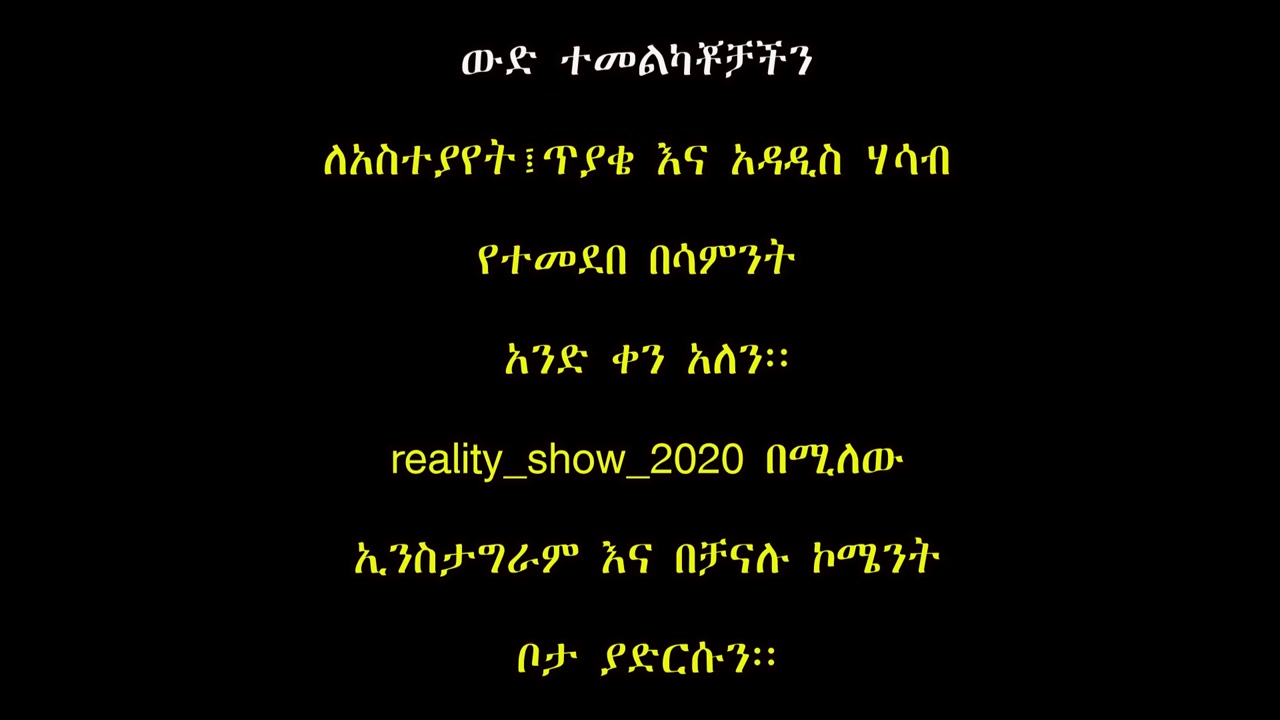 ውድ ተመልካቾቻችን
ለአስተያየት፤ጥያቄ እና አዳዲስ ሃሳብ
የተመደበ በሳምንት
አንድ ቀን አለን፡፡
reality_show_2020 በሚለው
ኢንስታግራም እና በቻናሉ ኮሜንት
ቦታ ያድርሱን፡፡